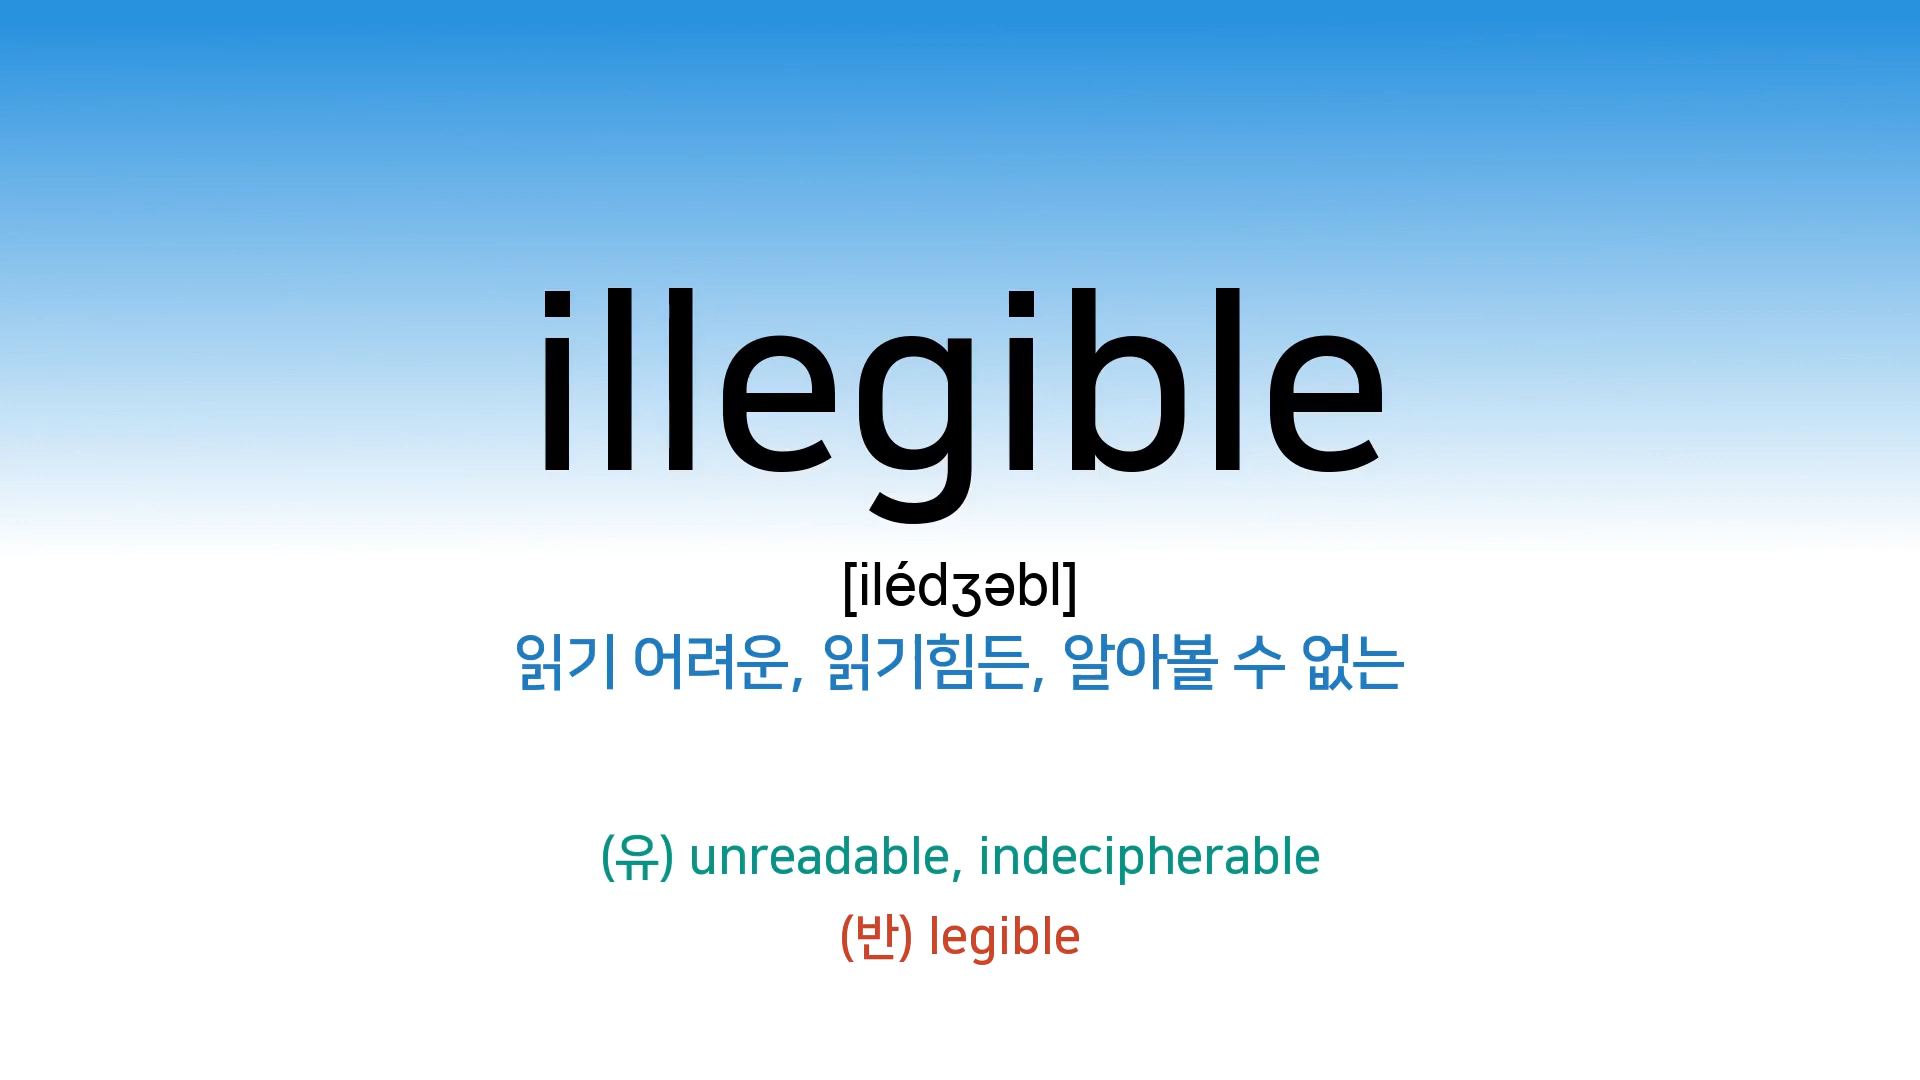 illegible
[ilédʒəbl]
읽기 어려운, 읽기힘든, 알아볼 수 없는
(유) unreadable, indecipherable
(반) legible